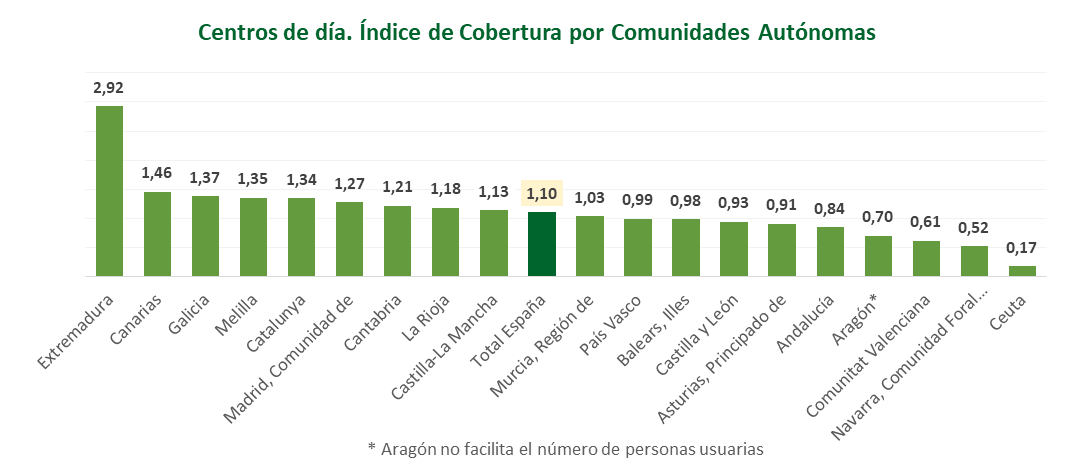 Centros de día. Índice de Cobertura por Comunidades Autónomas
2,92
1,46
1,37
1,35
1,34
1,27
1,21
1,18
1,13
1,10
1,03
0,99
0,98
0,93
0,91
0,84
0,70
0,61
0,52
0,17
Extremadura
Canarias
Galicia
Melilla
Catalunya
Madrid, Comunidad de
Cantabria
La Rioja
Castilla-La Mancha
Total España
Murcia, Región de
País Vasco
Balears, Illes
Castilla y León
Asturias, Principado de
Andalucía
Aragón*
Comunitat Valenciana
Navarra, Comunidad Foral...
Ceuta
* Aragón no facilita el número de personas usuarias